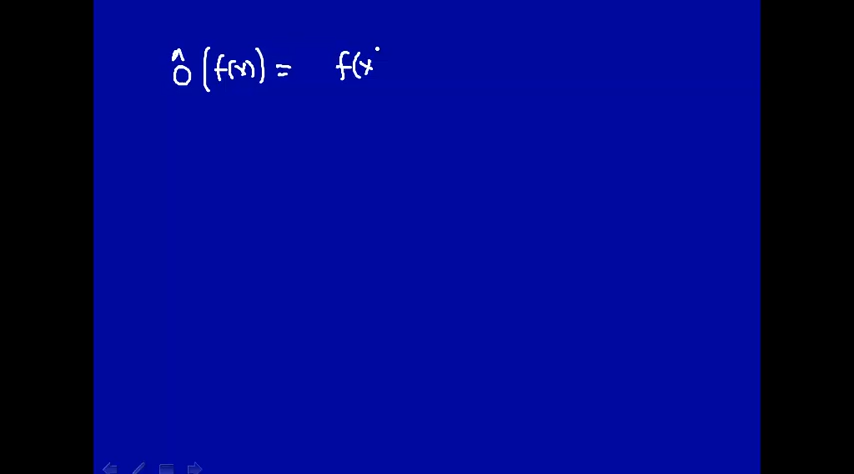 Ô (f(x)) = f(x